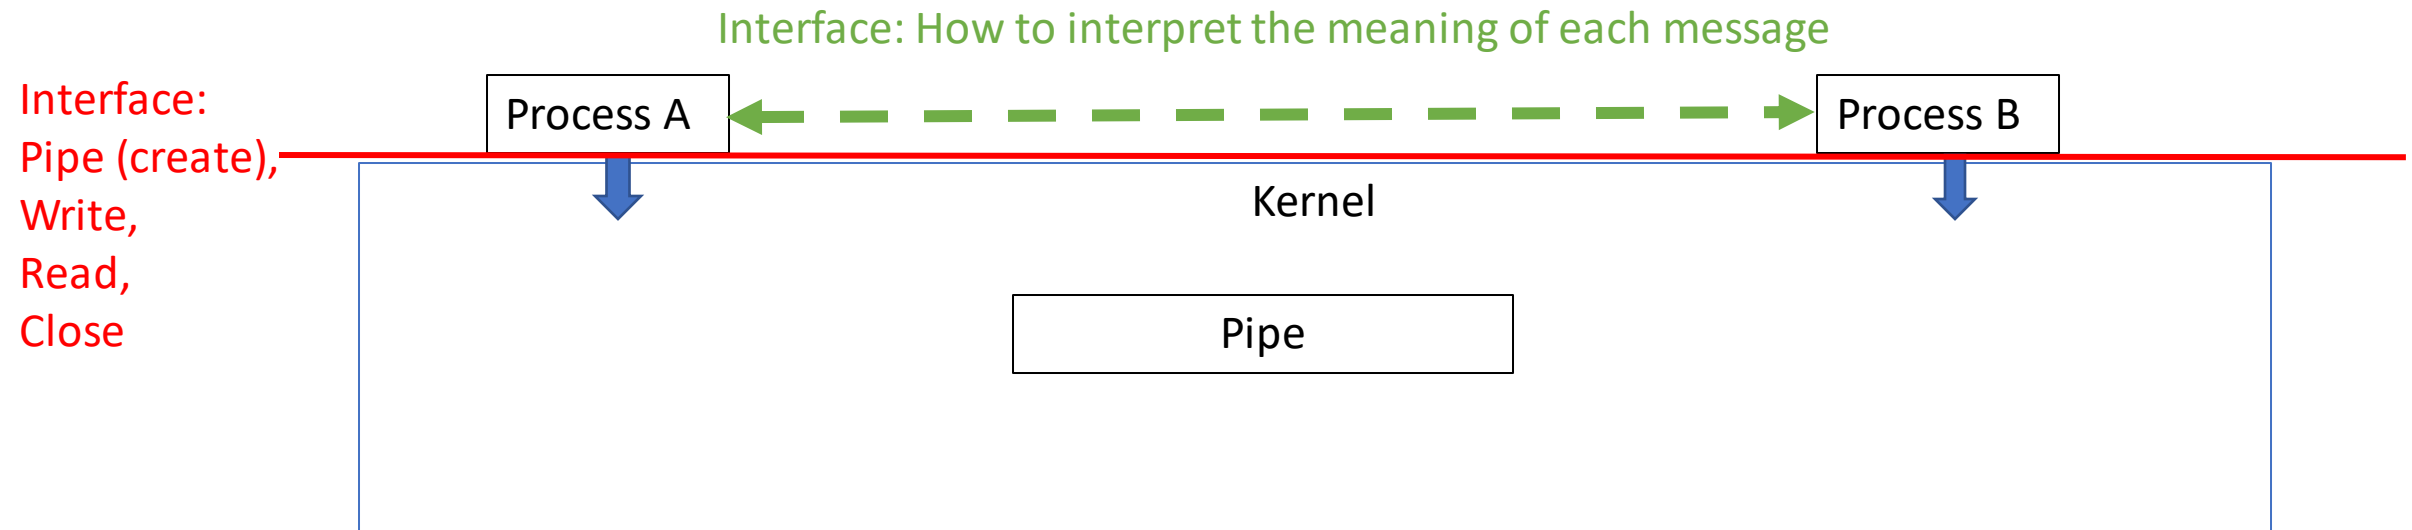 Interface: How to interpret the meaning of each message
Interface:
Pipe (create),
Write,
Read,
Close
Process A
Process B
Kernel
Pipe